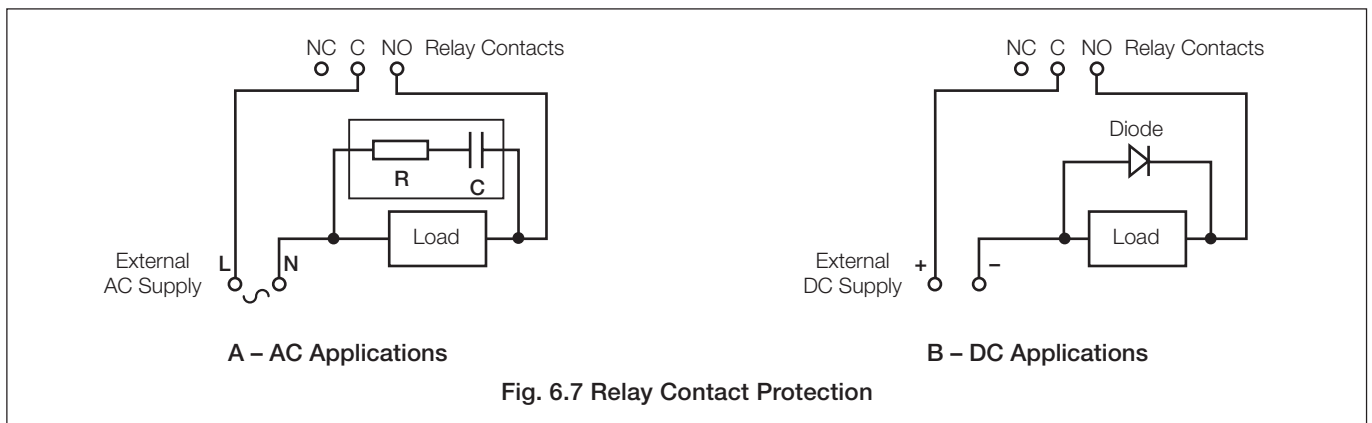 NC C NO Relay Contacts
R
C
Load
External
AC Supply
L
N
A – AC Applications
NC C NO Relay Contacts
Diode
Load
External
DC Supply
+
–
B – DC Applications
Fig. 6.7 Relay Contact Protection